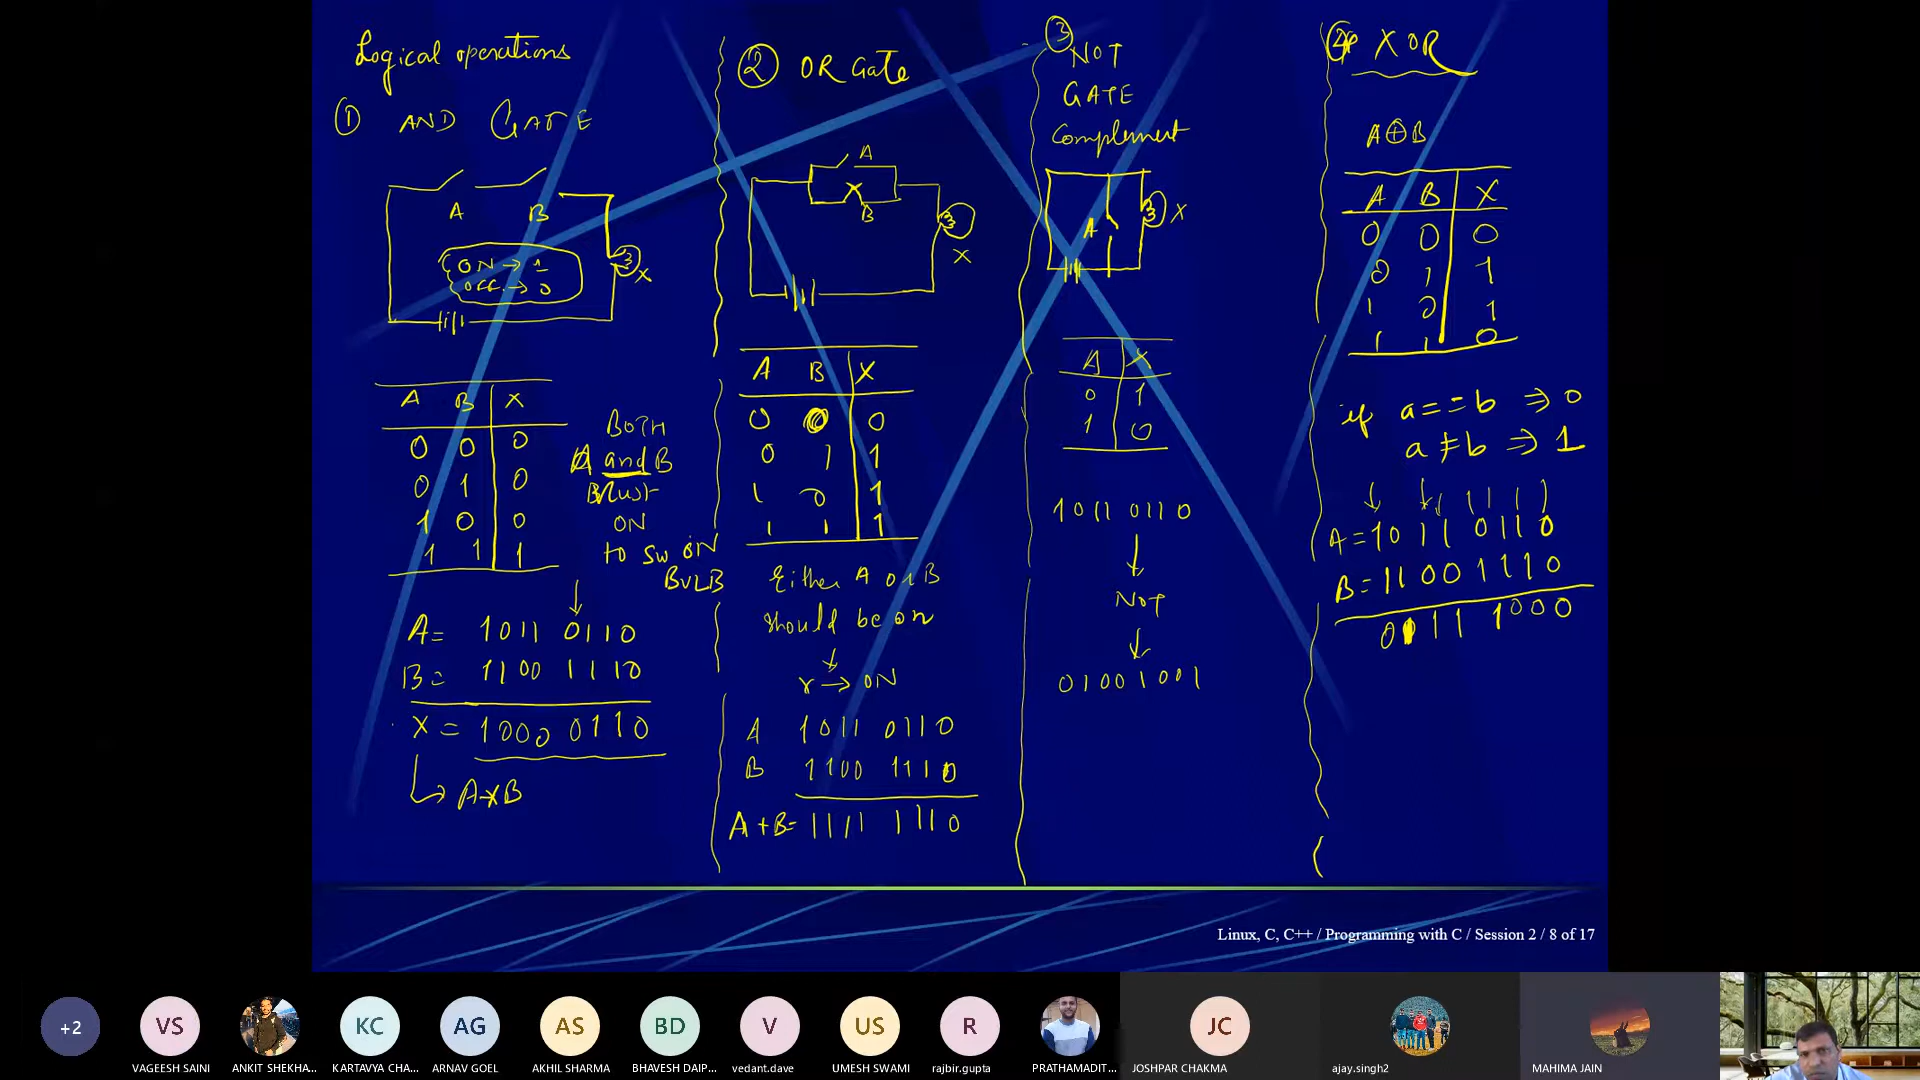 Logical operations
① AND GATE
A B
ON → 1
OFF → 0
X
A B X
0 0 0
0 1 0
1 0 0
1 1 1
BOTH
A and B
Must
ON
to sw on
BULB
A= 1011 0110
B= 1100 1110
X = 1000 0110
A*B
② OR Gate
A
B
X
A B X
0 0 0
0 1 1
1 0 1
1 1 1
Either A or B
should be on
→ ON
A 1011 0110
B 1100 1110
A+B= 1111 1110
③ NOT
GATE
Complement
A X
A X
0 1
1 0
1011 0110
NOT
01001001
④ XOR
A⊕B
A B X
0 0 0
0 1 1
1 0 1
1 1 0
if a==b ⇒ 0
a≠b ⇒ 1
A=1011 0110
B=11001110
0111 1000
Linux, C, C++ / Programming with C / Session 2 / 8 of 17
+2
VS
KC
AG
AS
BD
V
US
R
JC
VAGEESH SAINI
ANKIT SHEKHA...
KARTAVYA CHA...
ARNAV GOEL
AKHIL SHARMA
BHAVESH DAIP...
vedant.dave
UMESH SWAMI
rajbir.gupta
PRATHAMADIT...
JOSHPAR CHAKMA
ajay.singh2
MAHIMA JAIN